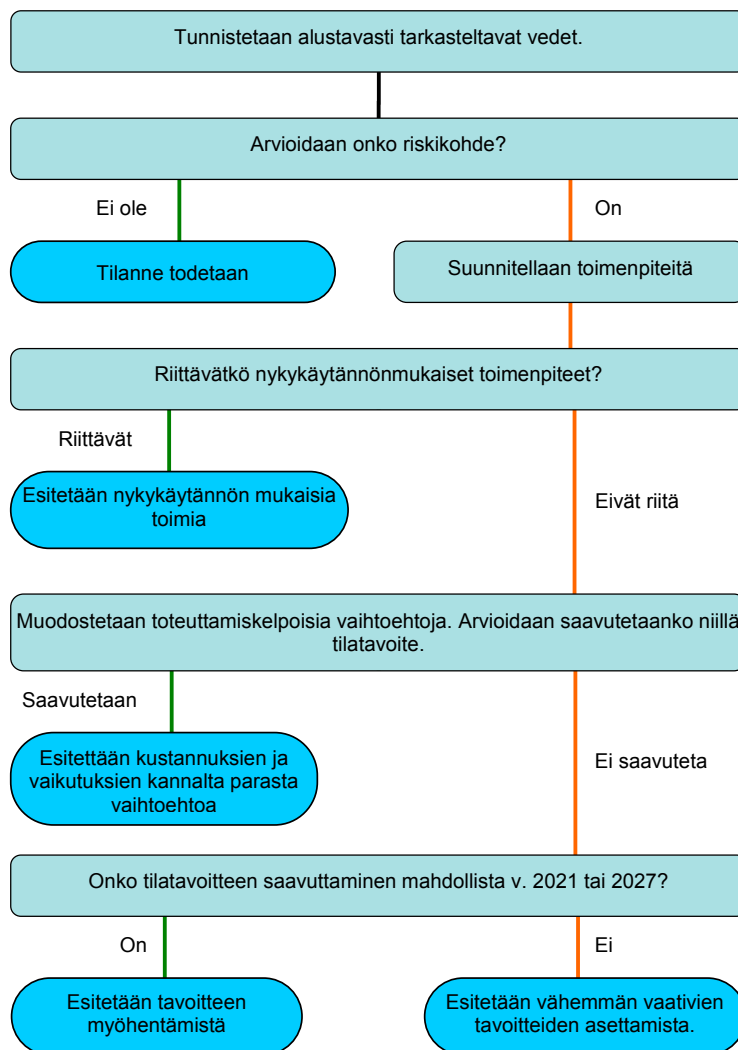 Tunnistetaan alustavasti tarkasteltavat vedet.
Arvioidaan onko riskikohde?
Ei ole
On
Tilanne todetaan
Suunnitellaan toimenpiteitä
Riittävätkö nykykäytännönmukaiset toimenpiteet?
Riittävät
Esitetään nykykäytännön mukaisia
toimia
Eivät riitä
Muodostetaan toteuttamiskelpoisia vaihtoehtoja. Arvioidaan saavutetaanko niillä
tilatavoite.
Saavutetaan
Esitettään kustannuksien ja
vaikutuksien kannalta parasta
vaihtoehtoa
Ei saavuteta
Onko tilatavoitteen saavuttaminen mahdollista v. 2021 tai 2027?
On
Ei
Esitetään tavoitteen
myöhentämistä
Esitetään vähemmän vaativien
tavoitteiden asettamista.